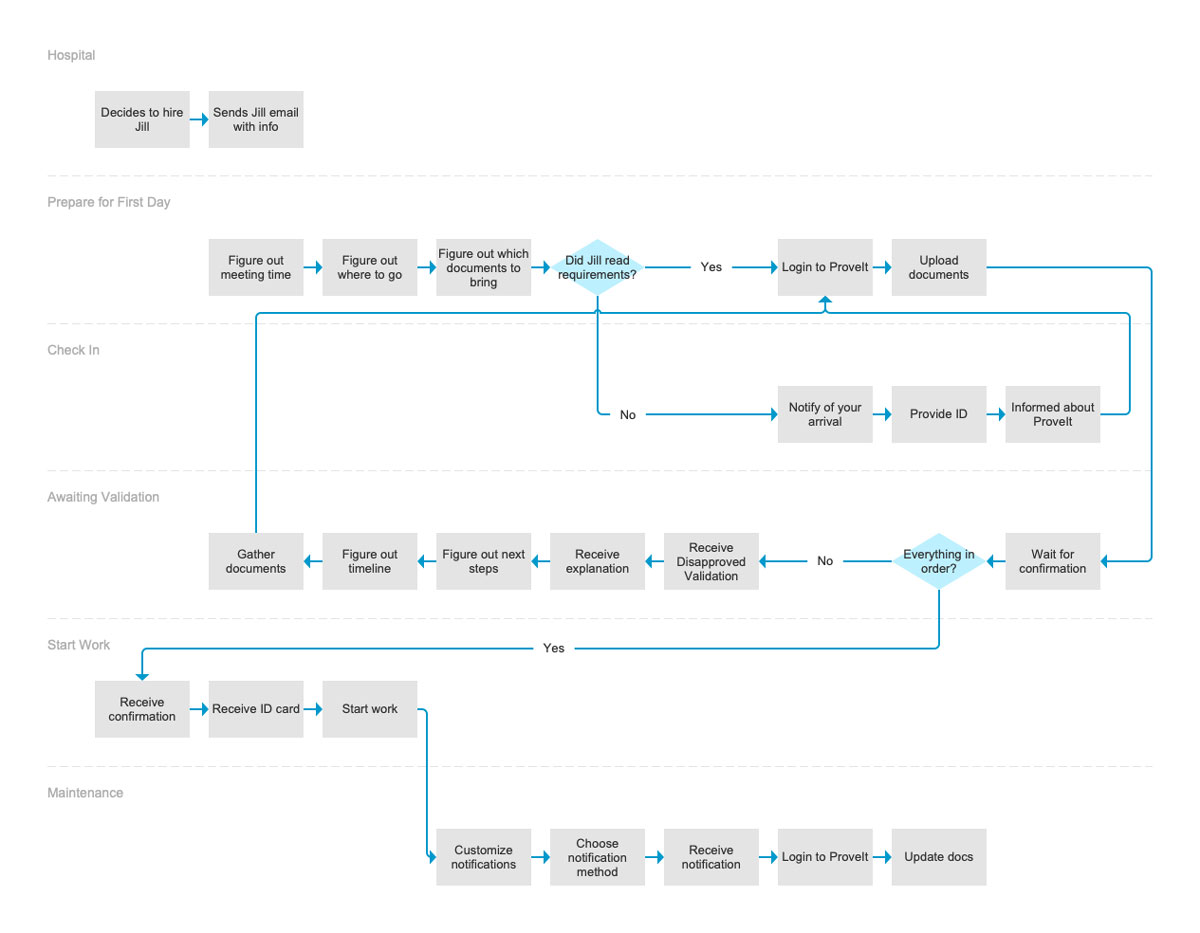 Hospital
Decides to hire
Jill
Sends Jill email
with info
Prepare for First Day
Figure out
meeting time
Figure out
where to go
Figure out which
documents to
bring
Did Jill read
requirements?
Yes
Login to ProveIt
Upload
documents
Check In
No
Notify of your
arrival
Provide ID
Informed about
ProveIt
Awaiting Validation
Gather
documents
Figure out
timeline
Figure out next
steps
Receive
explanation
Receive
Disapproved
Validation
No
Everything in
order?
Wait for
confirmation
Start Work
Yes
Receive
confirmation
Receive ID card
Start work
Maintenance
Customize
notifications
Choose
notification
method
Receive
notification
Login to ProveIt
Update docs